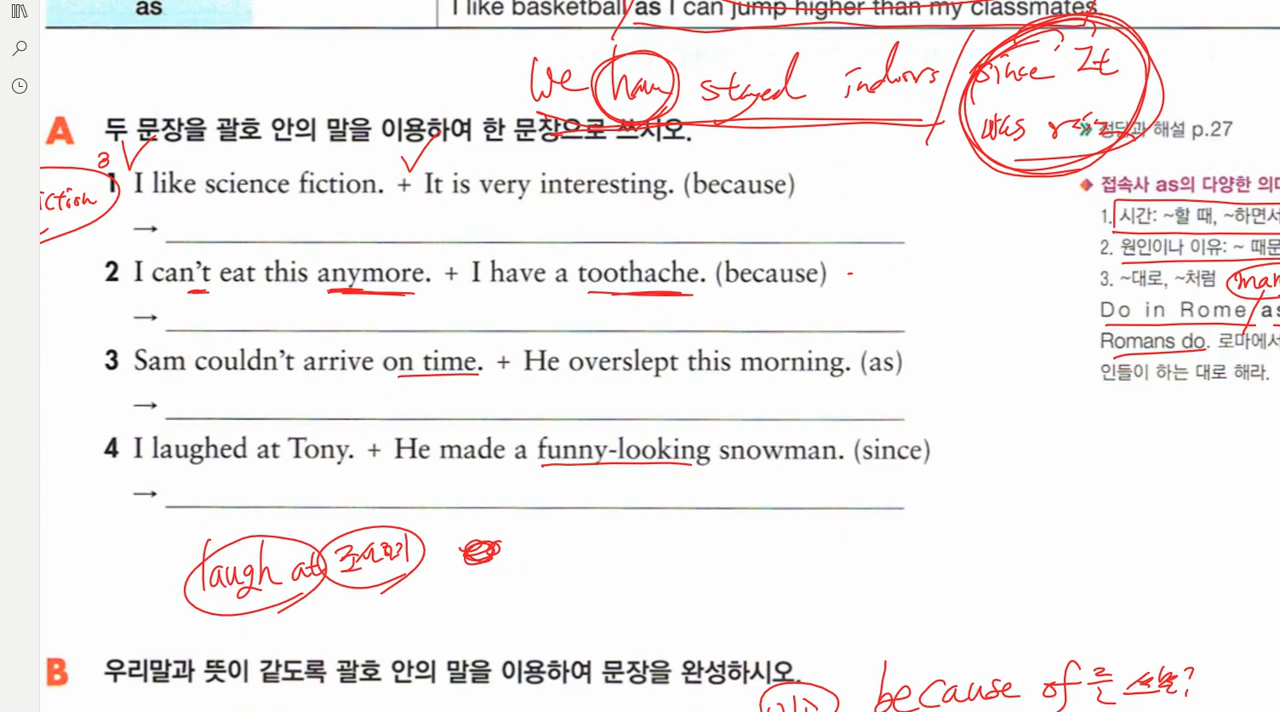 as
I like basketball as I can jump higher than my classmates.
We have stayed indoors / since It
was
A 두 문장을 괄호 안의 말을 이용하여 한 문장으로 쓰시오.
정답과 해설 p.27
1 I like science fiction. + It is very interesting. (because)
→
2 I can't eat this anymore. + I have a toothache. (because)
→
3 Sam couldn't arrive on time. + He overslept this morning. (as)
→
4 I laughed at Tony. + He made a funny-looking snowman. (since)
→
접속사 as의 다양한
1. 시간: ~할 때, ~하면서
2. 원인이나 이유: ~
3. ~대로, ~처럼
Do in Rome as
Romans do. 로마에서
인들이 하는 대로 해라.
laugh at
B 우리말과 뜻이 같도록 괄호 안의 말을 이용하여 문장을 완성하시오.
because of